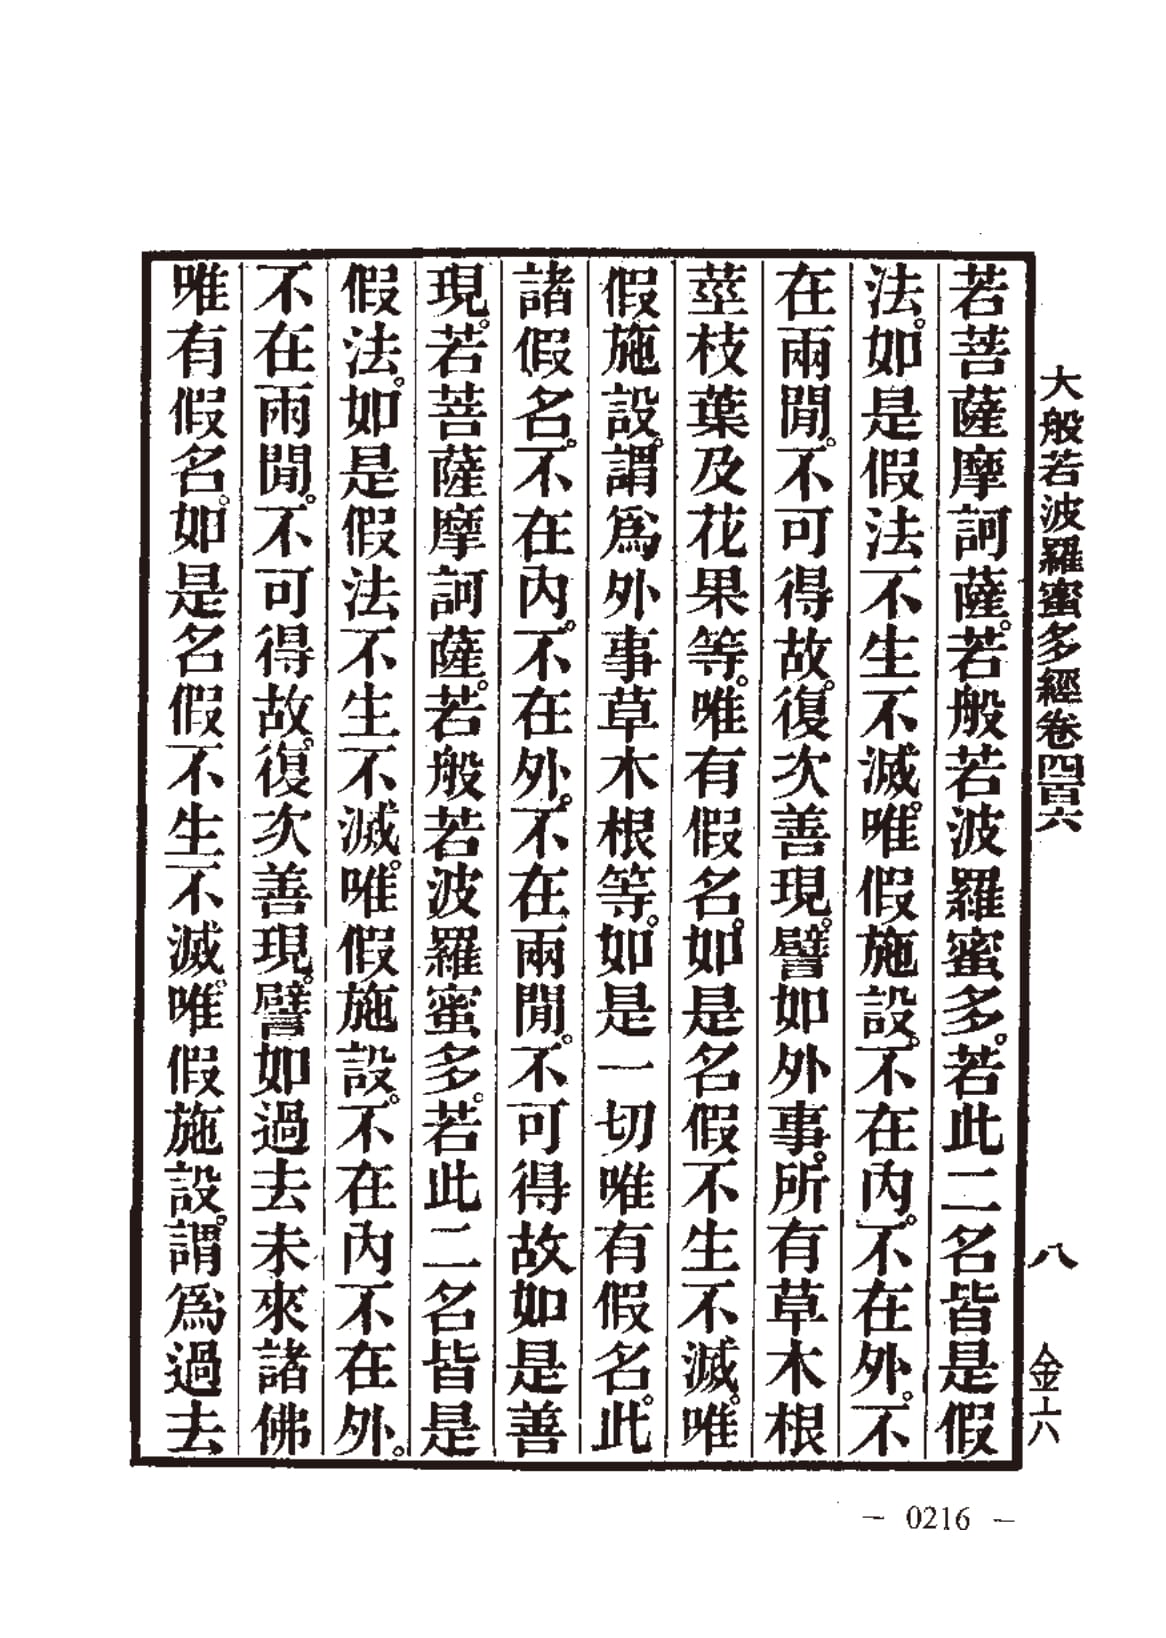 大般若波羅蜜多經卷四百六 八 金上六
若菩薩摩訶薩。若般若波羅蜜多。若此二名皆是假
法。如是假法不生不滅。唯假施設。不在內。不在外。不
在兩閒。不可得故。復次善現。譬如外事。所有草木根
莖枝葉及花果等。唯有假名。如是名假不生不滅。唯
假施設。謂爲外事草木根等。如是一切唯有假名。此
諸假名。不在內。不在外。不在兩閒。不可得故如是善
現。若菩薩摩訶薩。若般若波羅蜜多。若此二名皆是
假法。如是假法不生不滅。唯假施設。不在內不在外。
不在兩閒。不可得故。復次善現。譬如過去未來諸佛
唯有假名。如是名假不生不滅。唯假施設。謂爲過去
— 0216 —